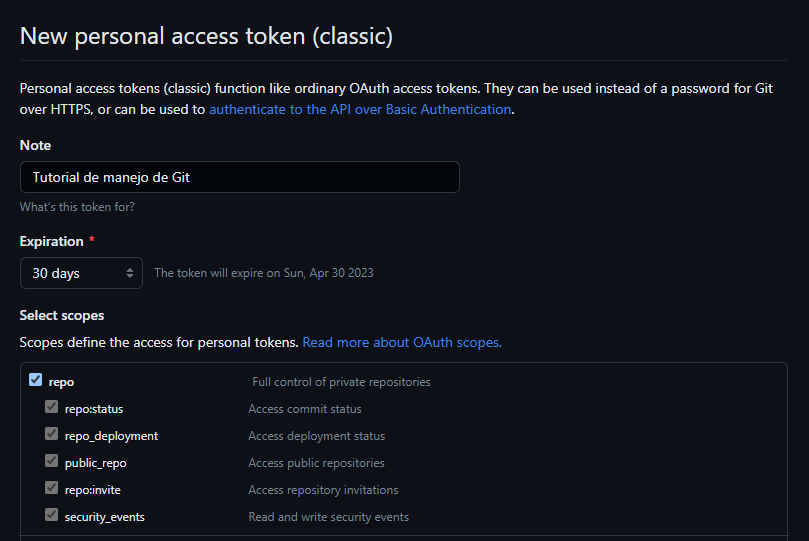 New personal access token (classic)
Personal access tokens (classic) function like ordinary OAuth access tokens. They can be used instead of a password for Git
over HTTPS, or can be used to authenticate to the API over Basic Authentication.
Note
Tutorial de manejo de Git
What's this token for?
Expiration *
30 days The token will expire on Sun, Apr 30 2023
Select scopes
Scopes define the access for personal tokens. Read more about OAuth scopes.
repo Full control of private repositories
repo:status Access commit status
repo_deployment Access deployment status
public_repo Access public repositories
repo:invite Access repository invitations
security_events Read and write security events